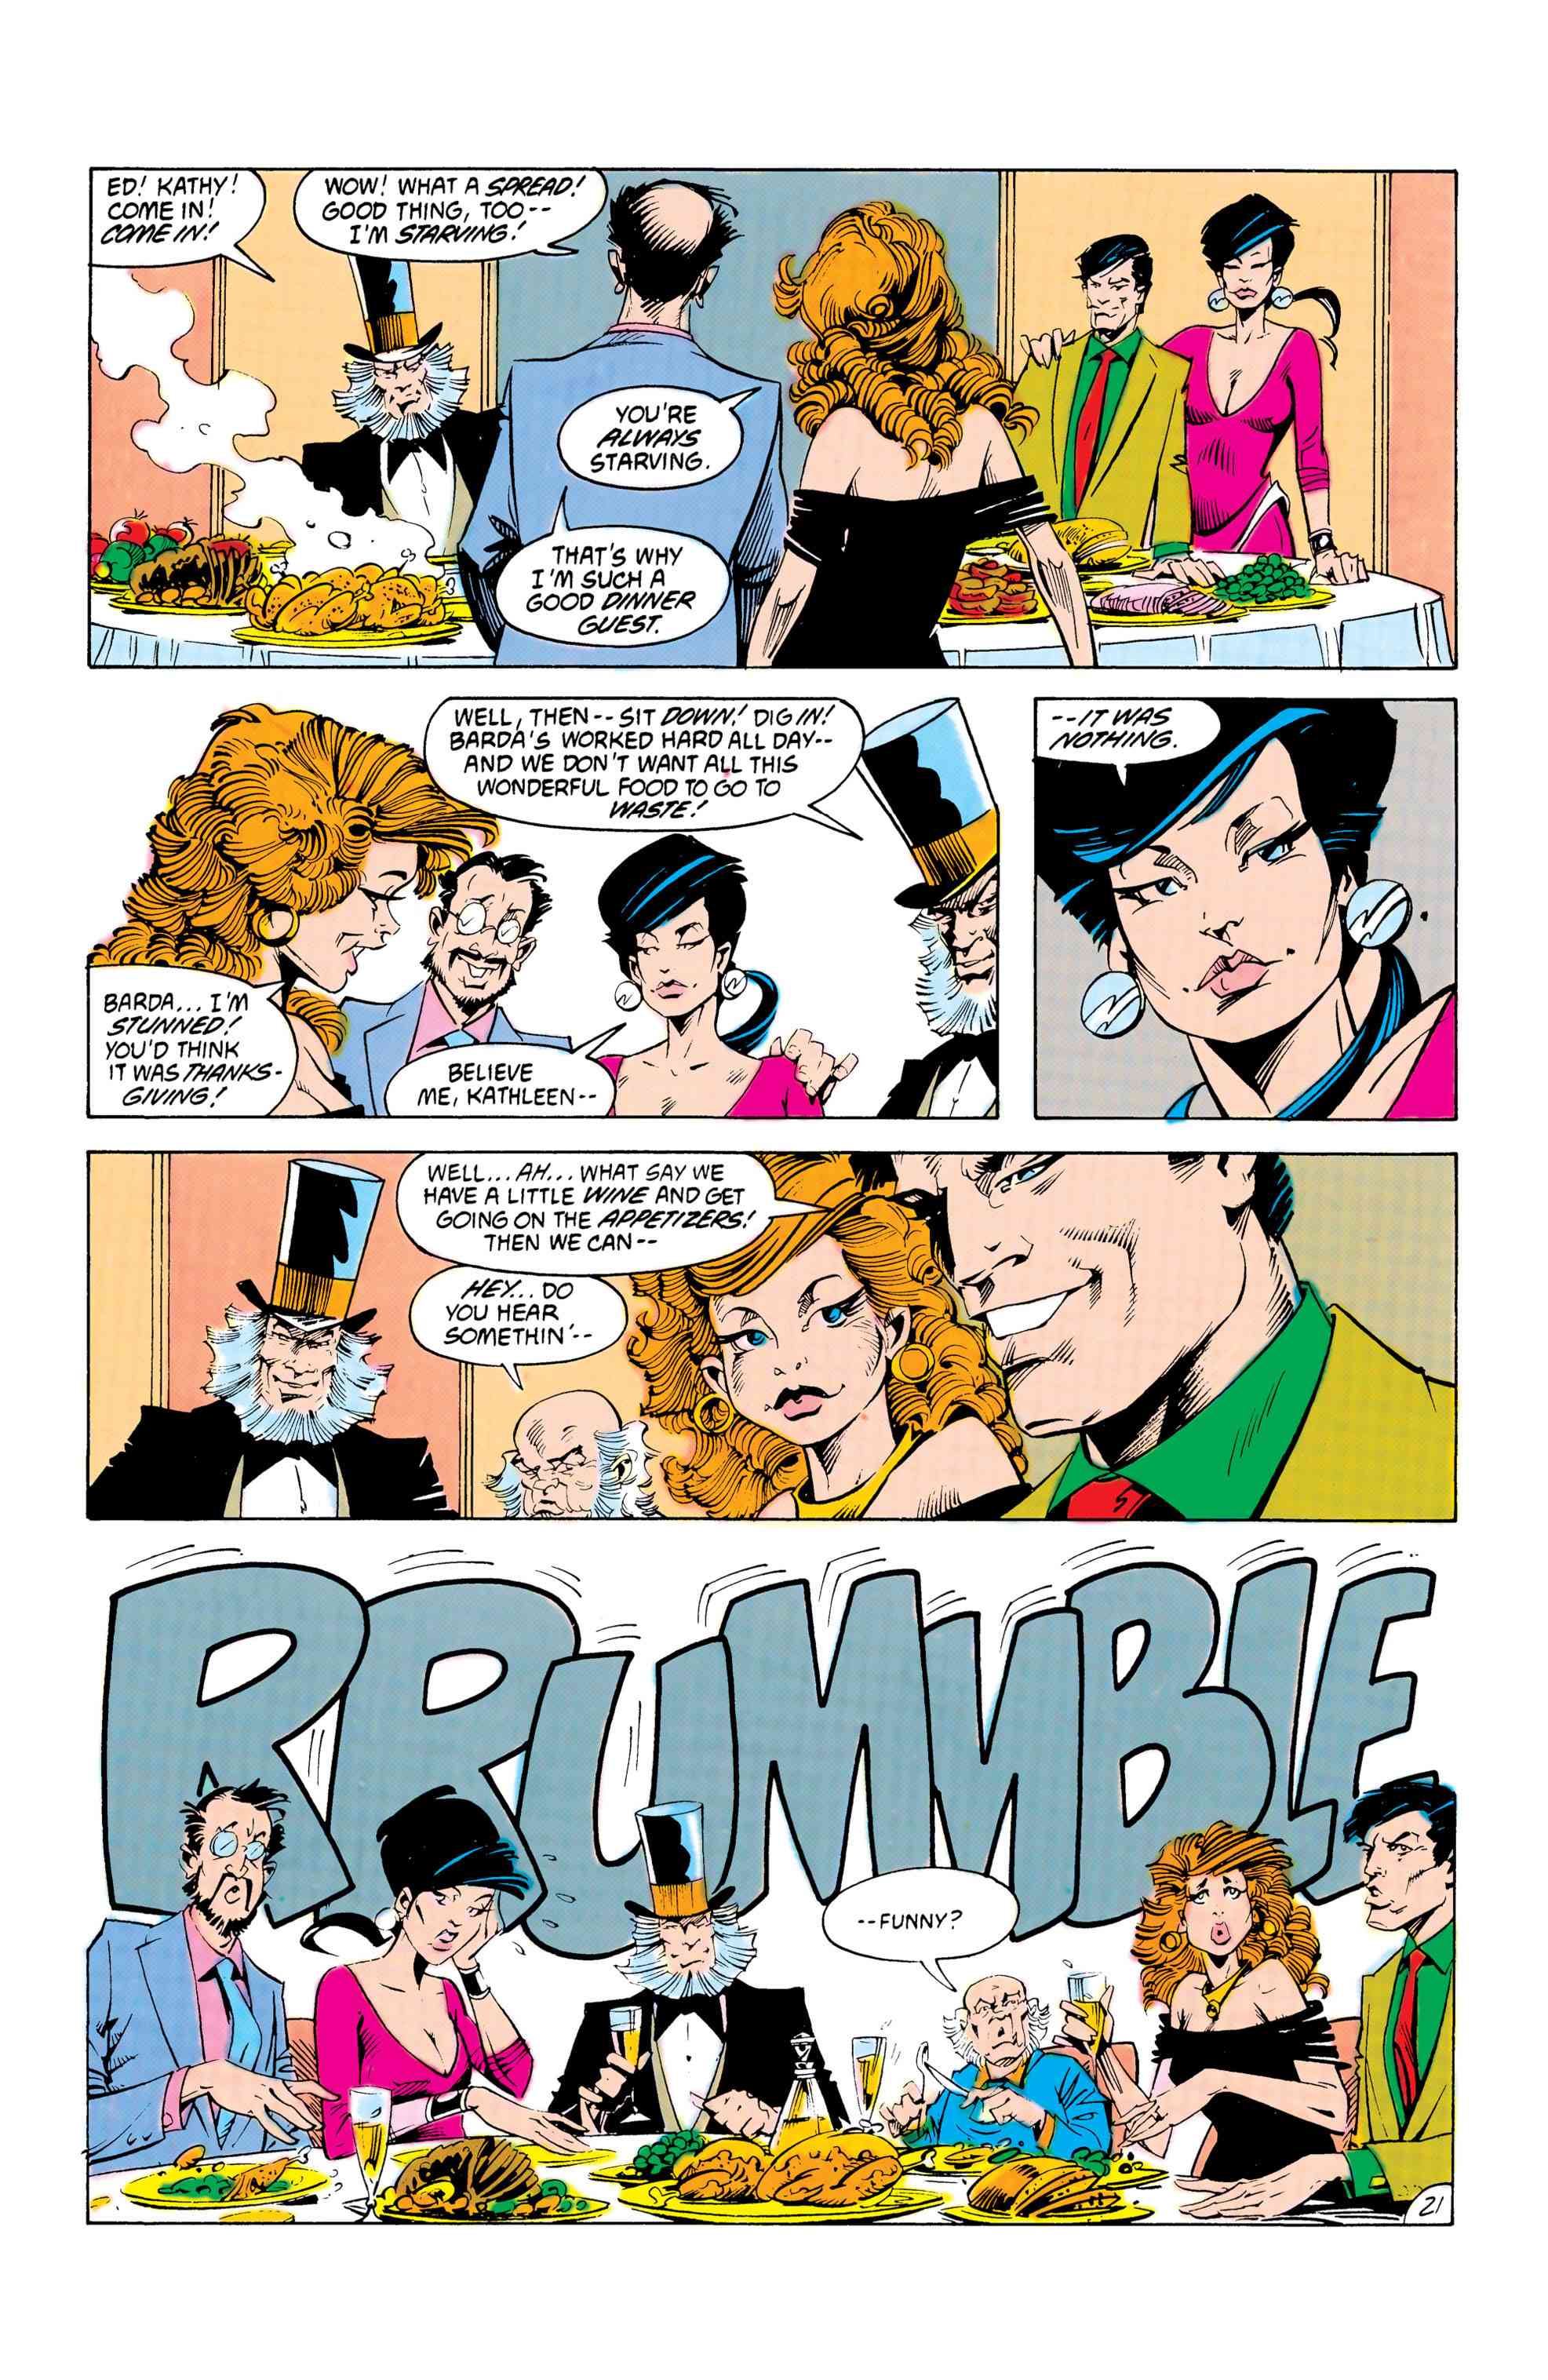 ED! KATHY!
COME IN!
COME IN!
WOW! WHAT A SPREAD!
GOOD THING, TOO--
I'M STARVING!
YOU'RE
ALWAYS
STARVING.
THAT'S WHY
I'M SUCH A
GOOD DINNER
GUEST.
WELL, THEN-- SIT DOWN! DIG IN!
BARDA'S WORKED HARD ALL DAY--
AND WE DON'T WANT ALL THIS
WONDERFUL FOOD TO GO TO
WASTE!
BARDA... I'M
STUNNED!
YOU'D THINK
IT WAS THANKS-
GIVING!
BELIEVE
ME, KATHLEEN--
--IT WAS
NOTHING.
WELL... AH... WHAT SAY WE
HAVE A LITTLE WINE AND GET
GOING ON THE APPETIZERS!
THEN WE CAN--
HEY... DO
YOU HEAR
SOMETHIN'--
RRUMMBLE
--FUNNY?
21